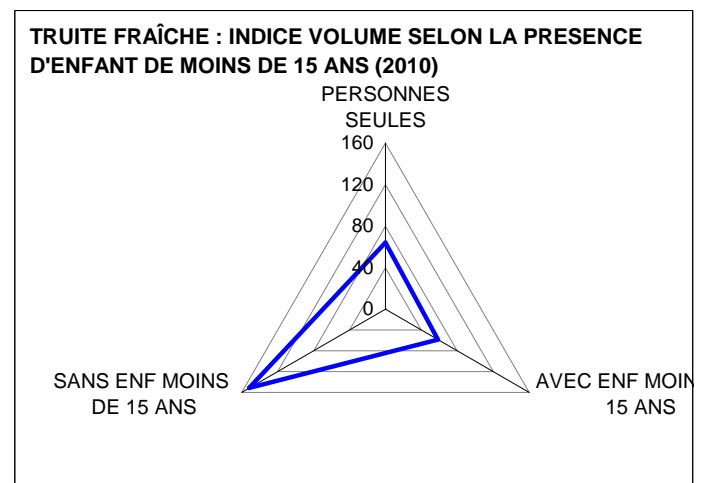 TRUITE FRAÎCHE : INDICE VOLUME SELON LA PRESENCE
D'ENFANT DE MOINS DE 15 ANS (2010)
PERSONNES
SEULES
160
120
80
40
0
SANS ENF MOINS
DE 15 ANS
AVEC ENF MOIN
15 ANS